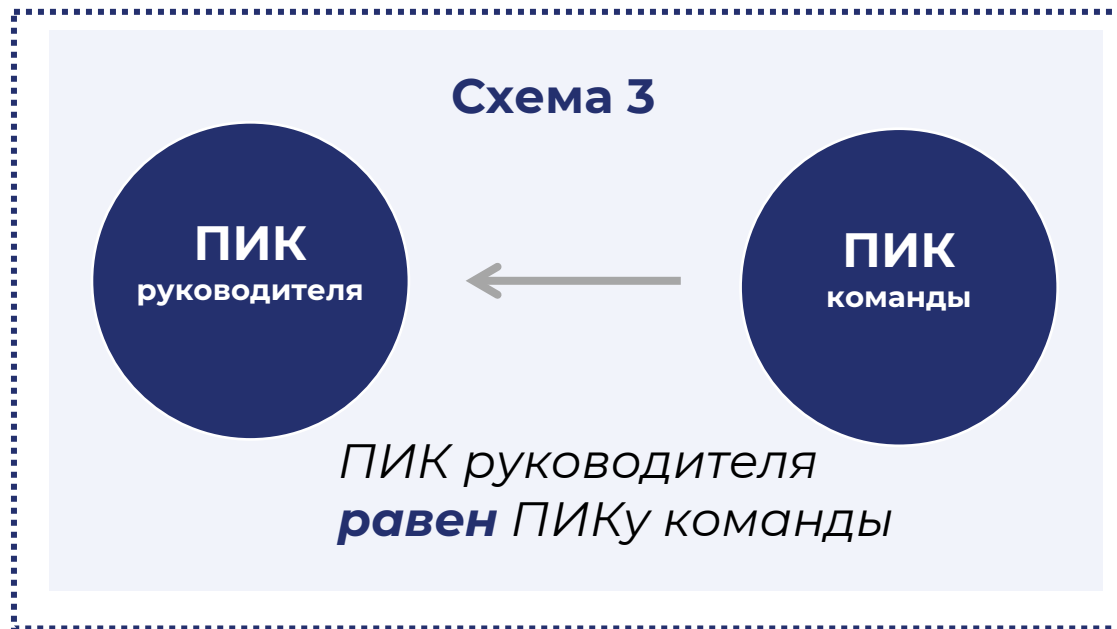 Схема 3
ПИК
руководителя
ПИК
команды
ПИК руководителя
равен ПИКу команды